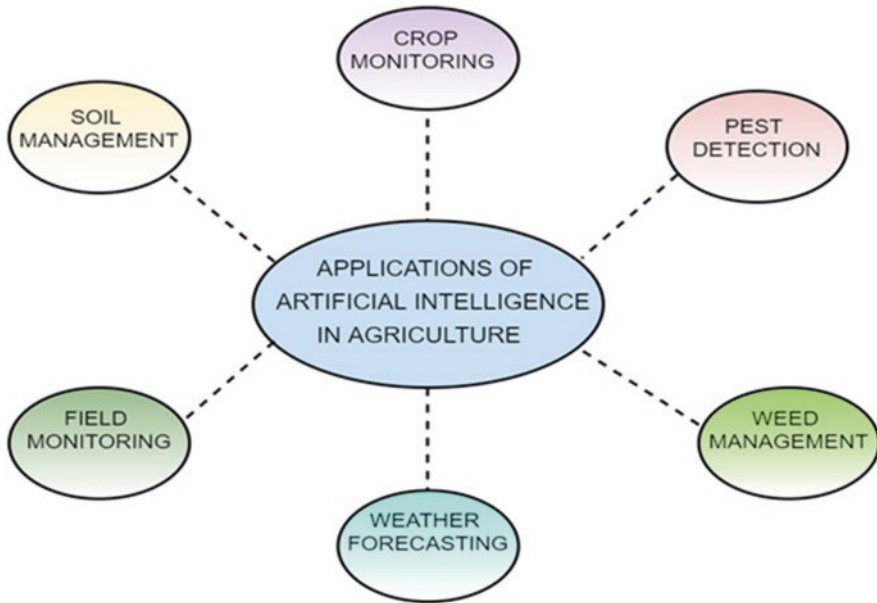 CROP
MONITORING
SOIL
MANAGEMENT
PEST
DETECTION
APPLICATIONS OF
ARTIFICIAL INTELLIGENCE
IN AGRICULTURE
FIELD
MONITORING
WEED
MANAGEMENT
WEATHER
FORECASTING